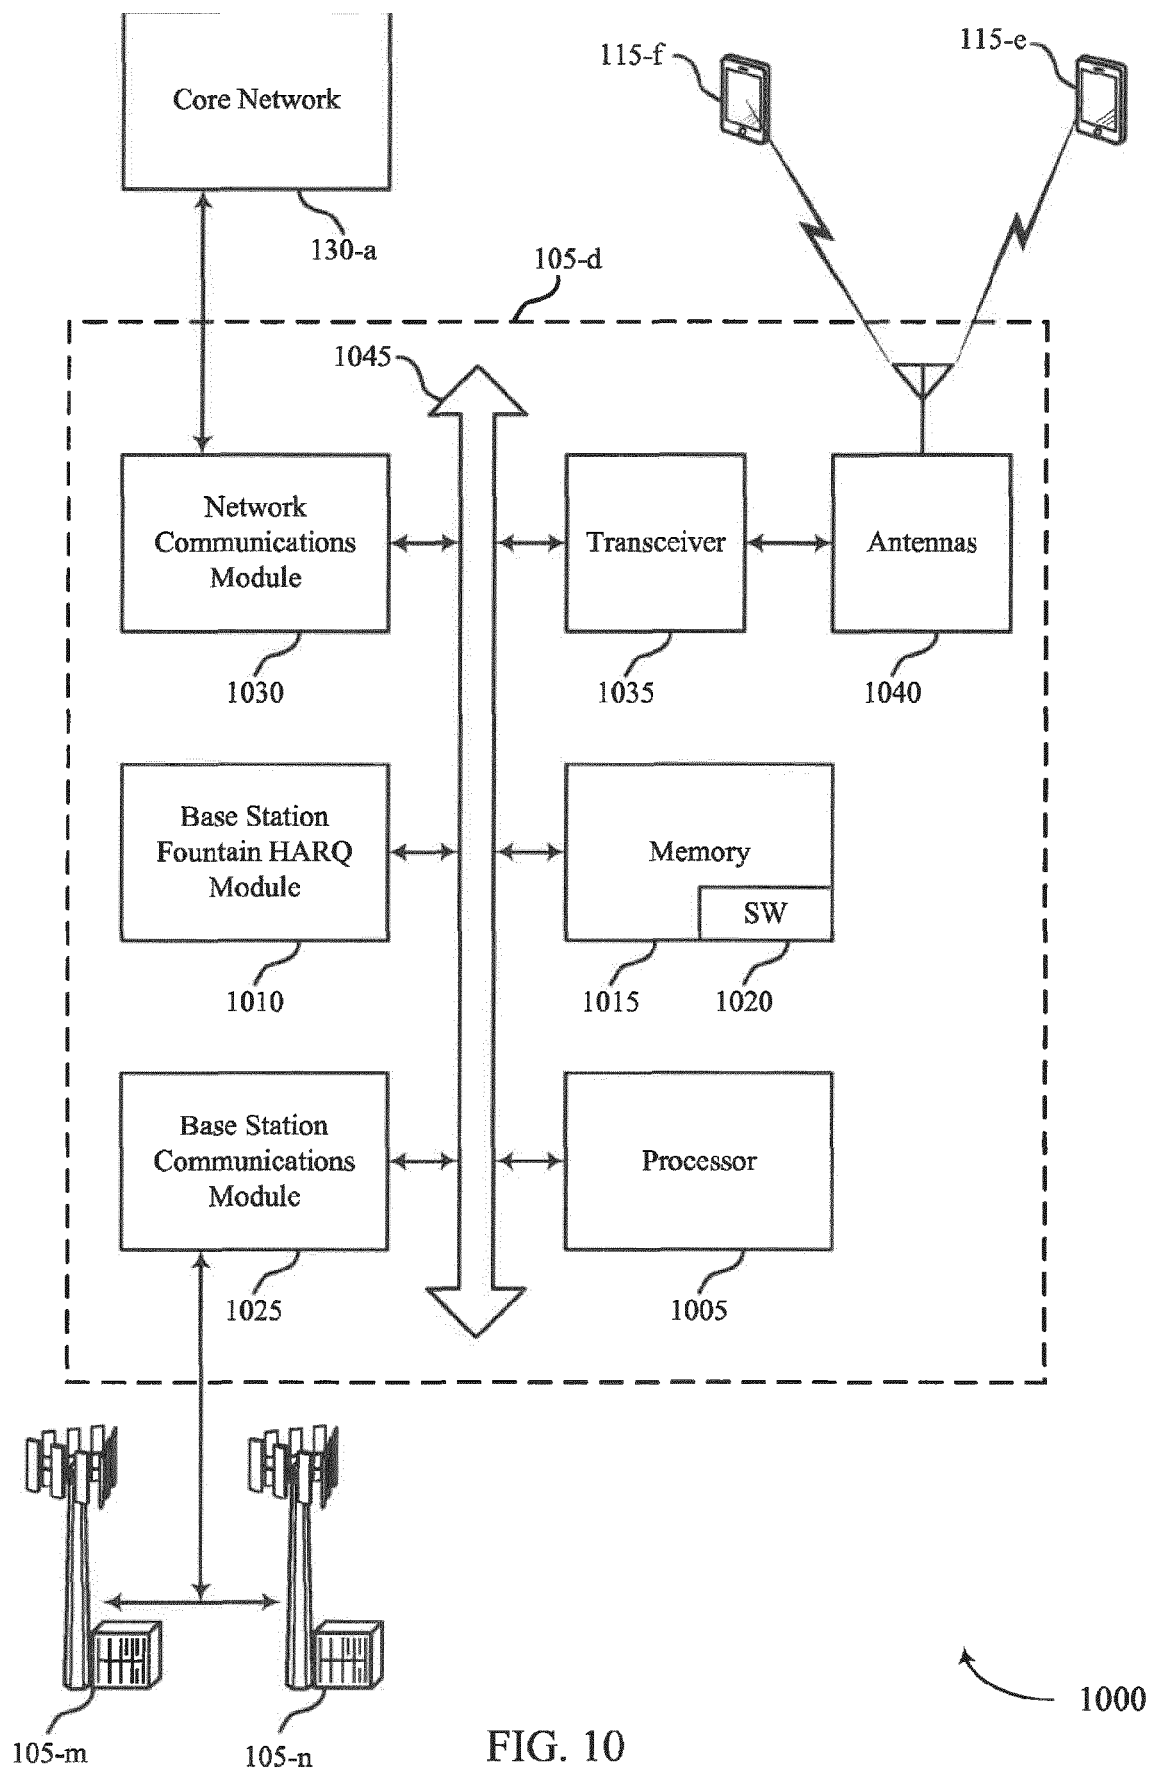 115-f
115-e
Core Network
130-a
105-d
1045
Network
Communications
Module
Transceiver
Antennas
1030
1035
1040
Base Station
Fountain HARQ
Module
Memory
SW
1010
1015
1020
Base Station
Communications
Module
Processor
1025
1005
1000
105-m
105-n
FIG. 10